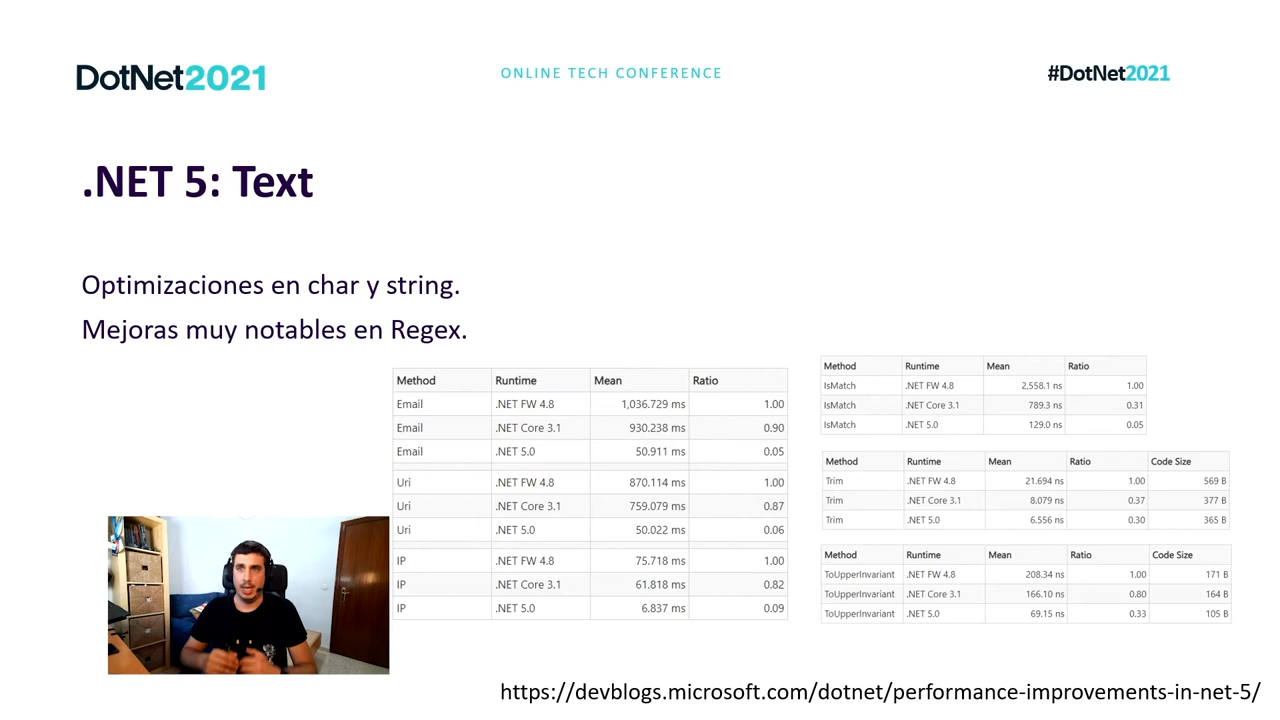 DotNet2021
ONLINE TECH CONFERENCE
#DotNet2021
.NET 5: Text
Optimizaciones en char y string.
Mejoras muy notables en Regex.
Method Runtime Mean Ratio
Email .NET FW 4.8 1,036.729 ms 1.00
Email .NET Core 3.1 930.238 ms 0.90
Email .NET 5.0 50.911 ms 0.05
Uri .NET FW 4.8 870.114 ms 1.00
Uri .NET Core 3.1 759.079 ms 0.87
Uri .NET 5.0 50.022 ms 0.06
IP .NET FW 4.8 75.718 ms 1.00
IP .NET Core 3.1 61.818 ms 0.82
IP .NET 5.0 6.837 ms 0.09
Method Runtime Mean Ratio
IsMatch .NET FW 4.8 2,558.1 ns 1.00
IsMatch .NET Core 3.1 789.3 ns 0.31
IsMatch .NET 5.0 129.0 ns 0.05
Method Runtime Mean Ratio Code Size
Trim .NET FW 4.8 21.694 ns 1.00 569 B
Trim .NET Core 3.1 8.079 ns 0.37 377 B
Trim .NET 5.0 6.556 ns 0.30 365 B
Method Runtime Mean Ratio Code Size
ToUpperInvariant .NET FW 4.8 208.34 ns 1.00 171 B
ToUpperInvariant .NET Core 3.1 166.10 ns 0.80 164 B
ToUpperInvariant .NET 5.0 69.15 ns 0.33 105 B
https://devblogs.microsoft.com/dotnet/performance-improvements-in-net-5/